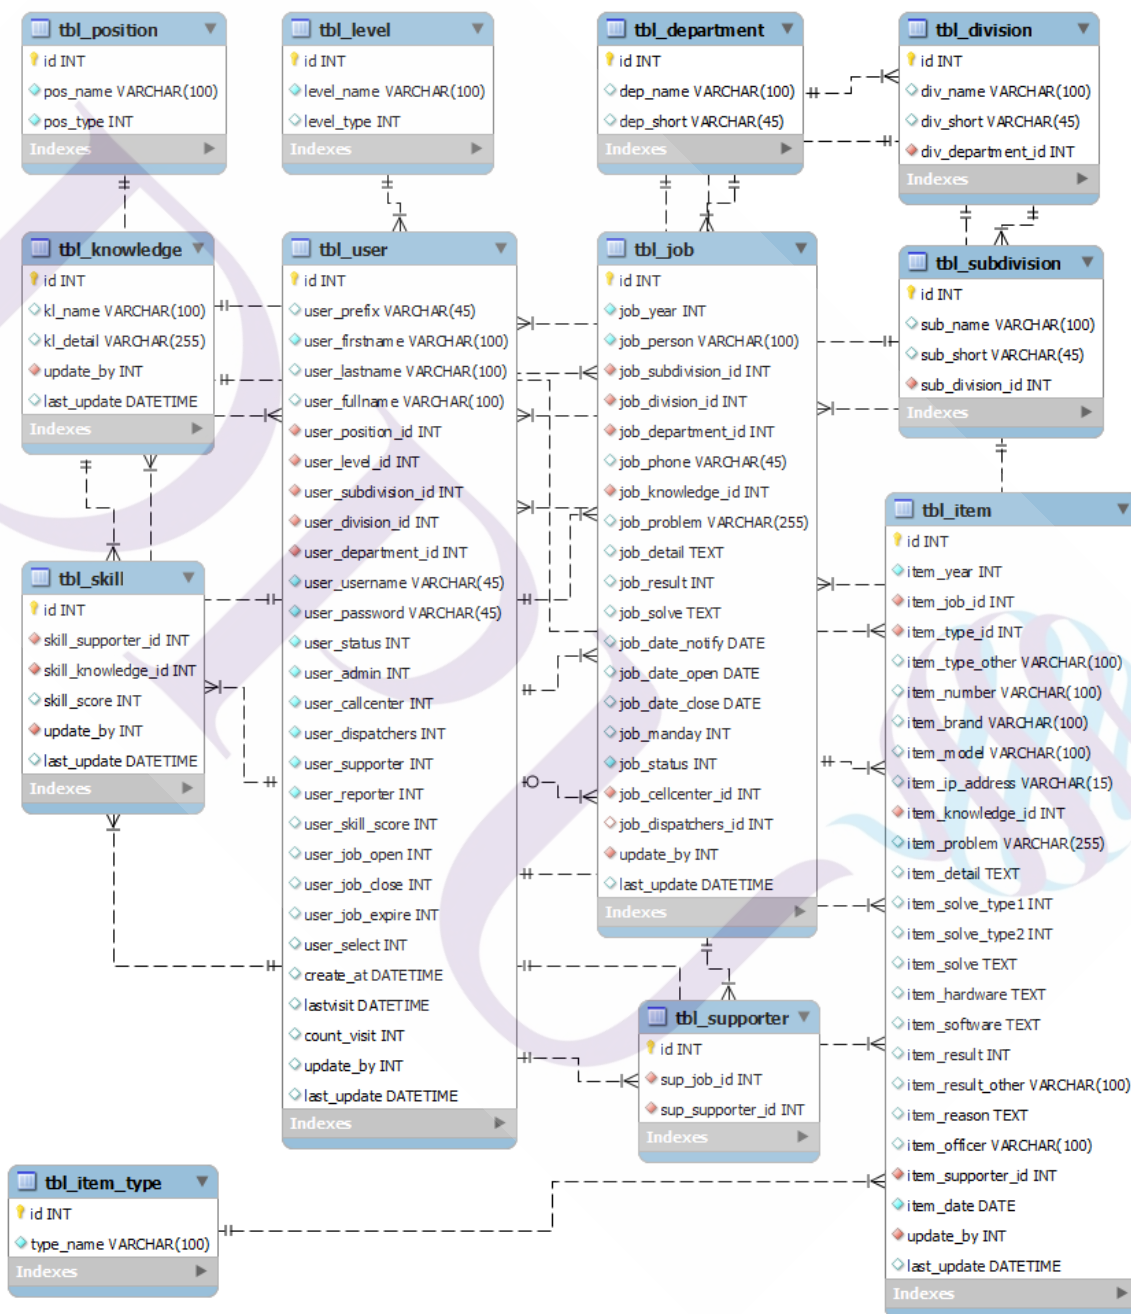 tbl_position
id INT
pos_name VARCHAR(100)
pos_type INT
Indexes
tbl_level
id INT
level_name VARCHAR(100)
level_type INT
Indexes
tbl_department
id INT
dep_name VARCHAR(100)
dep_short VARCHAR(45)
Indexes
tbl_division
id INT
div_name VARCHAR(100)
div_short VARCHAR(45)
div_department_id INT
Indexes
tbl_knowledge
id INT
kl_name VARCHAR(100)
kl_detail VARCHAR(255)
update_by INT
last_update DATETIME
Indexes
tbl_user
id INT
user_prefix VARCHAR(45)
user_firstname VARCHAR(100)
user_lastname VARCHAR(100)
user_fullname VARCHAR(100)
user_position_id INT
user_level_id INT
user_subdivision_id INT
user_division_id INT
user_department_id INT
user_username VARCHAR(45)
user_password VARCHAR(45)
user_status INT
user_admin INT
user_callcenter INT
user_dispatchers INT
user_supporter INT
user_reporter INT
user_skill_score INT
user_job_open INT
user_job_close INT
user_job_expire INT
user_select INT
create_at DATETIME
lastvisit DATETIME
count_visit INT
update_by INT
last_update DATETIME
Indexes
tbl_job
id INT
job_year INT
job_person VARCHAR(100)
job_subdivision_id INT
job_division_id INT
job_department_id INT
job_phone VARCHAR(45)
job_knowledge_id INT
job_problem VARCHAR(255)
job_detail TEXT
job_result INT
job_solve TEXT
job_date_notify DATE
job_date_open DATE
job_date_close DATE
job_manday INT
job_status INT
job_cellcenter_id INT
job_dispatchers_id INT
update_by INT
last_update DATETIME
Indexes
tbl_subdivision
id INT
sub_name VARCHAR(100)
sub_short VARCHAR(45)
sub_division_id INT
Indexes
tbl_skill
id INT
skill_supporter_id INT
skill_knowledge_id INT
skill_score INT
update_by INT
last_update DATETIME
Indexes
tbl_item
id INT
item_year INT
item_job_id INT
item_type_id INT
item_type_other VARCHAR(100)
item_number VARCHAR(100)
item_brand VARCHAR(100)
item_model VARCHAR(100)
item_ip_address VARCHAR(15)
item_knowledge_id INT
item_problem VARCHAR(255)
item_detail TEXT
item_solve_type1 INT
item_solve_type2 INT
item_solve TEXT
item_hardware TEXT
item_software TEXT
item_result INT
item_result_other VARCHAR(100)
item_reason TEXT
item_officer VARCHAR(100)
item_supporter_id INT
item_date DATE
update_by INT
last_update DATETIME
Indexes
tbl_supporter
id INT
sup_job_id INT
sup_supporter_id INT
Indexes
tbl_item_type
id INT
type_name VARCHAR(100)
Indexes